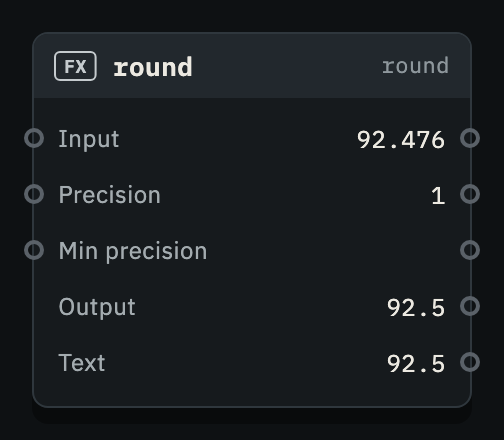 FX round round
Input 92.476
Precision 1
Min precision
Output 92.5
Text 92.5